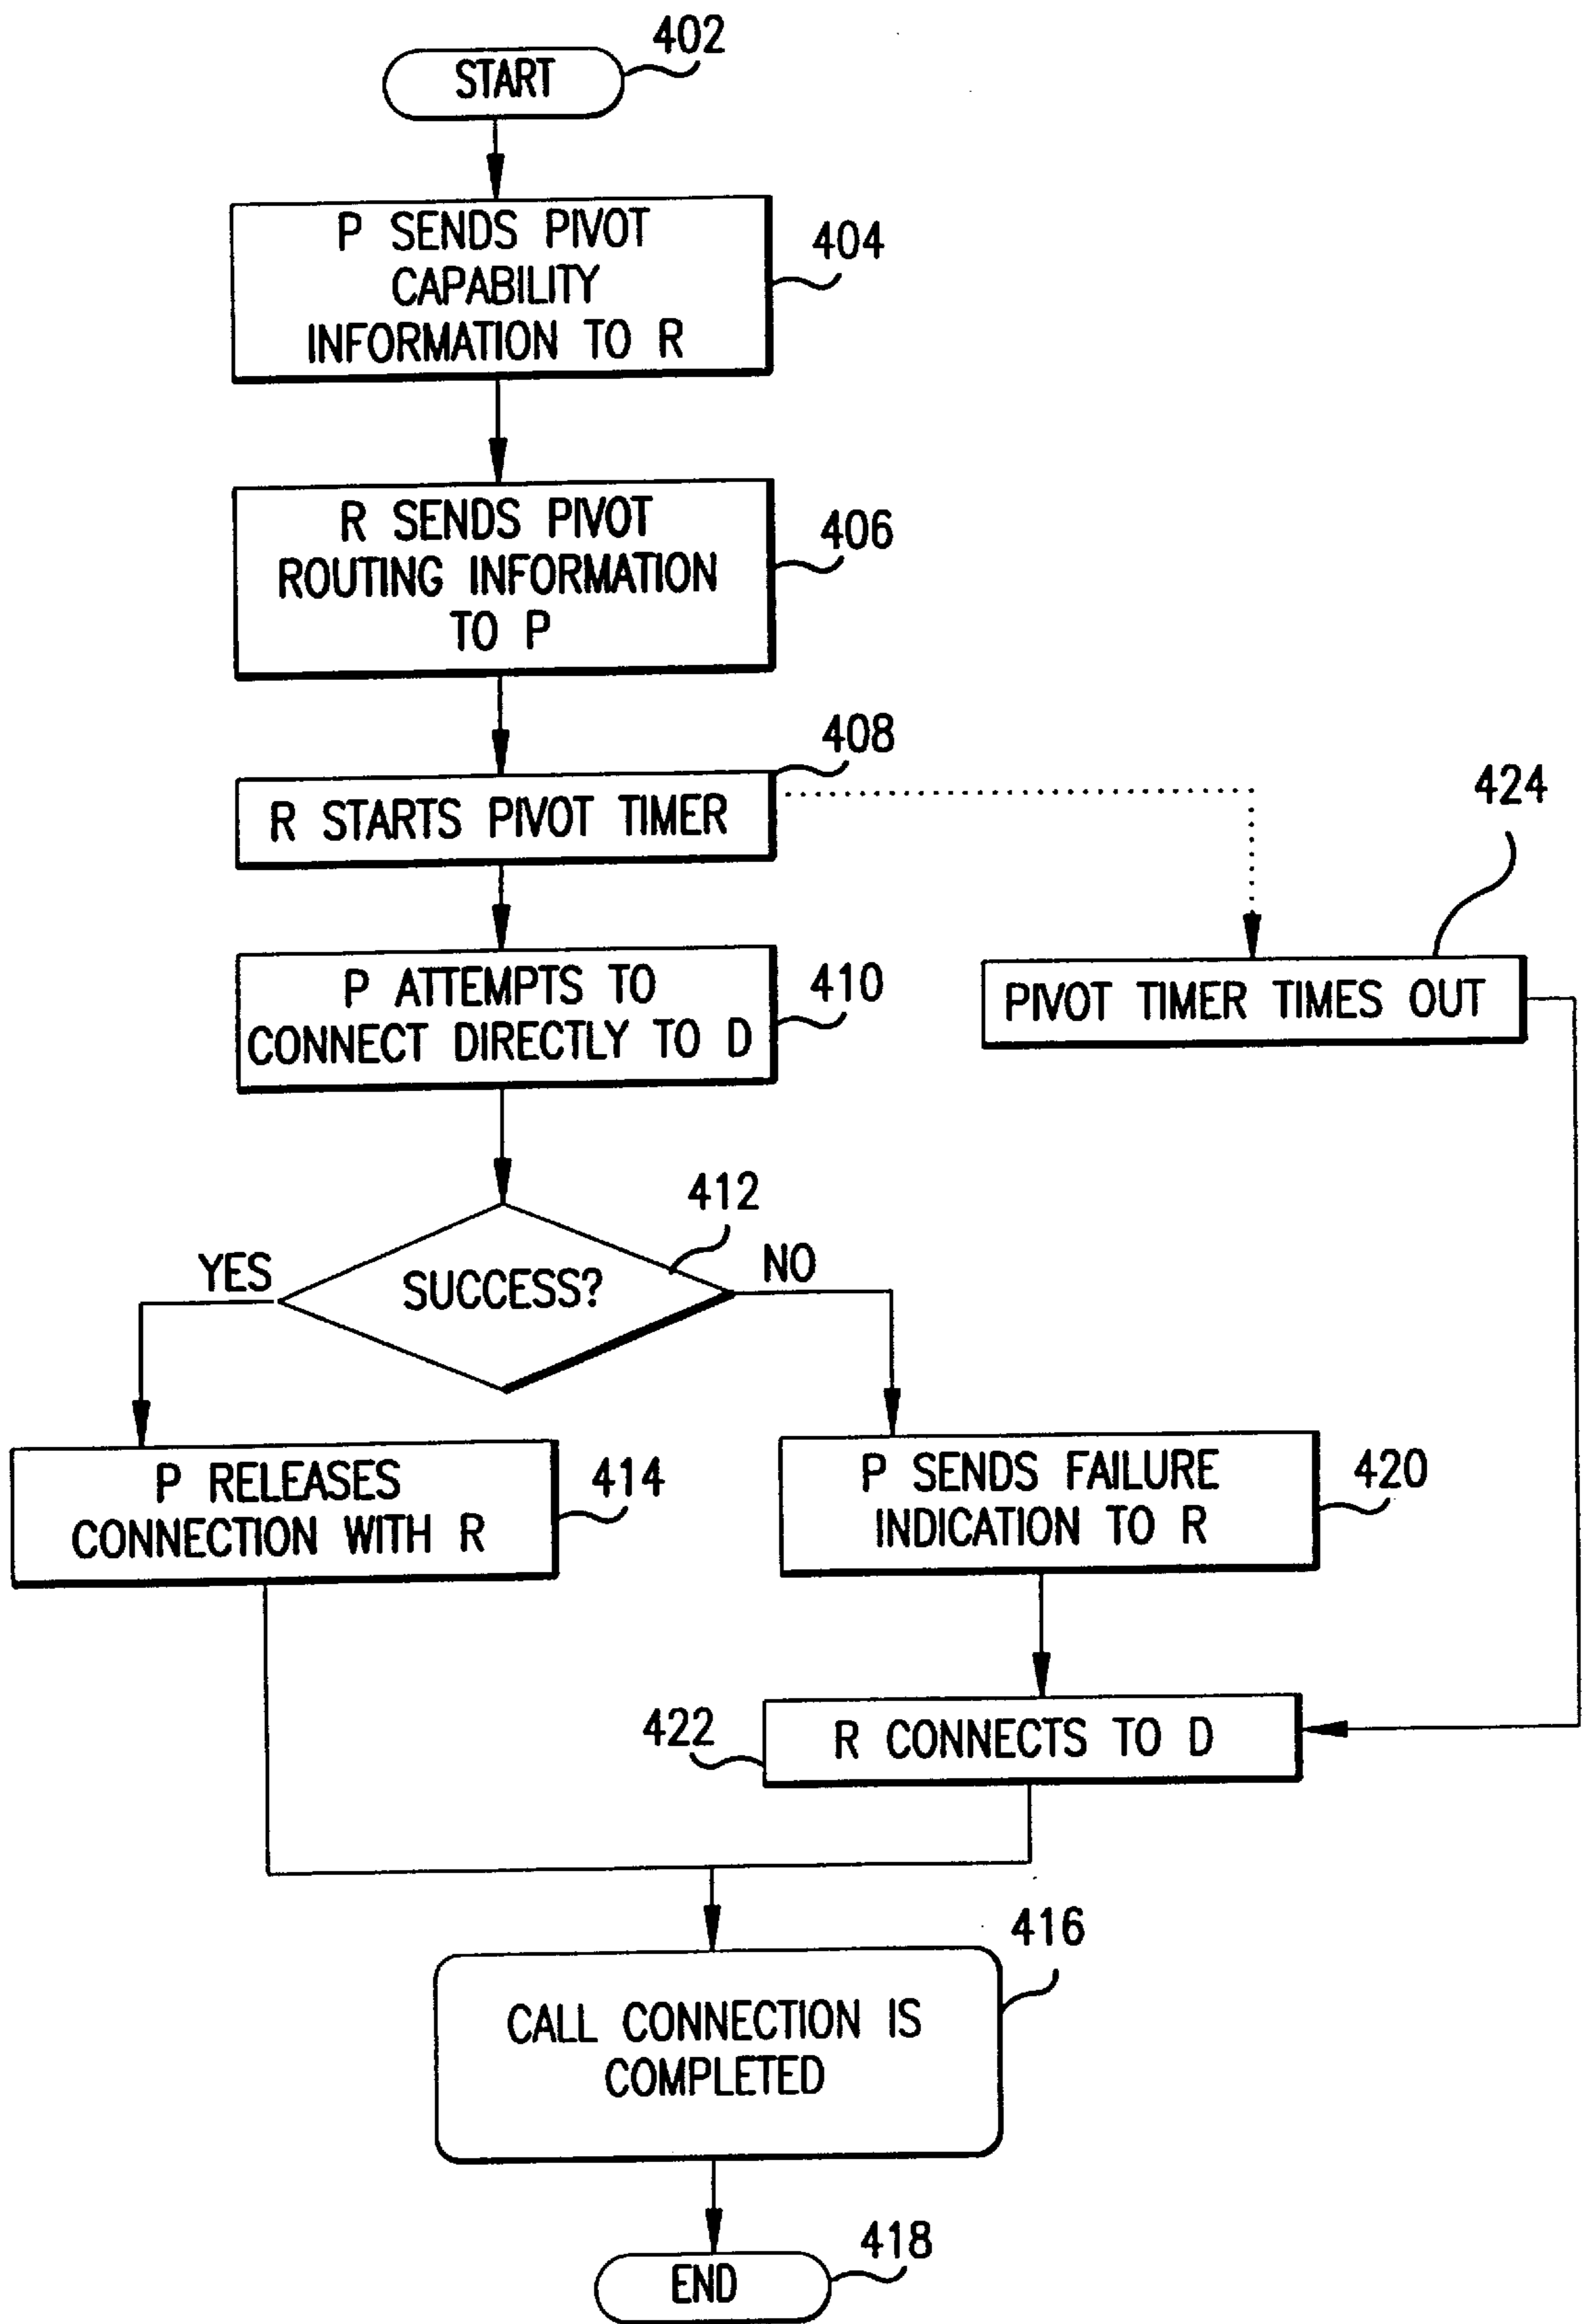 402
START
P SENDS PIVOT
CAPABILITY
INFORMATION TO R
404
R SENDS PIVOT
ROUTING INFORMATION
TO P
406
408
R STARTS PIVOT TIMER
424
P ATTEMPTS TO
CONNECT DIRECTLY TO D
410
PIVOT TIMER TIMES OUT
412
YES
SUCCESS?
NO
P RELEASES
CONNECTION WITH R
414
P SENDS FAILURE
INDICATION TO R
420
422
R CONNECTS TO D
416
CALL CONNECTION IS
COMPLETED
418
END